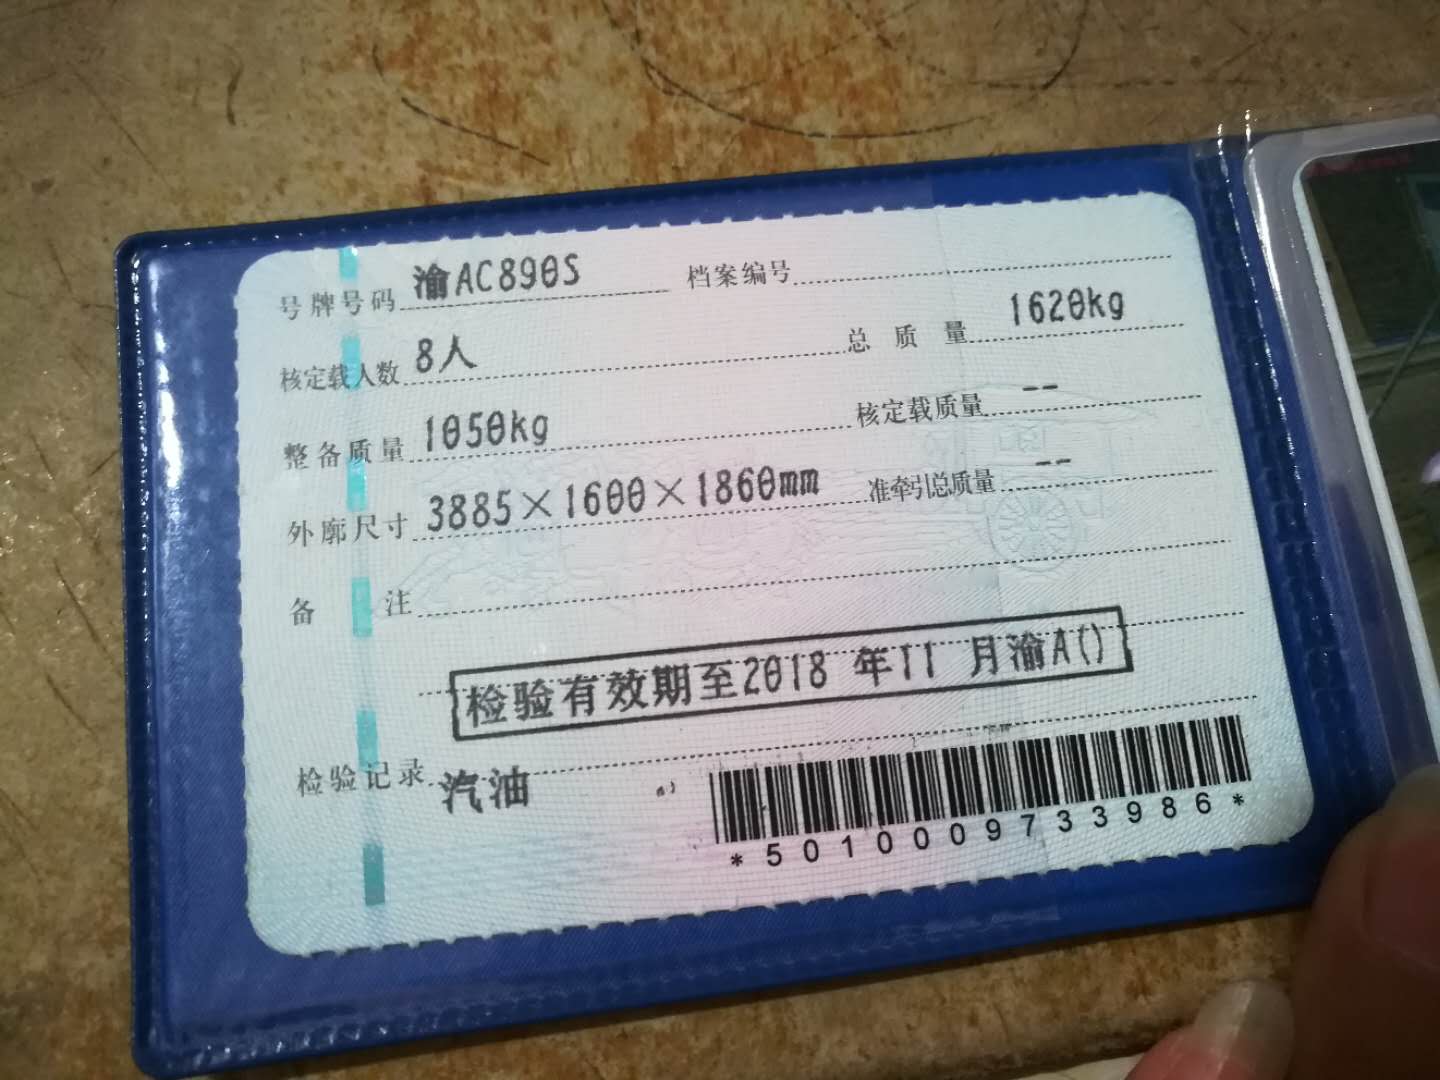 号牌号码 渝AC890S 档案编号
核定载人数 8人 总质量 1620kg
整备质量 1050kg 核定载质量 --
外廓尺寸 3885×1600×1860mm 准牵引总质量 --
备注
检验有效期至2018 年11 月渝A()
检验记录 汽油
*5010009733986*